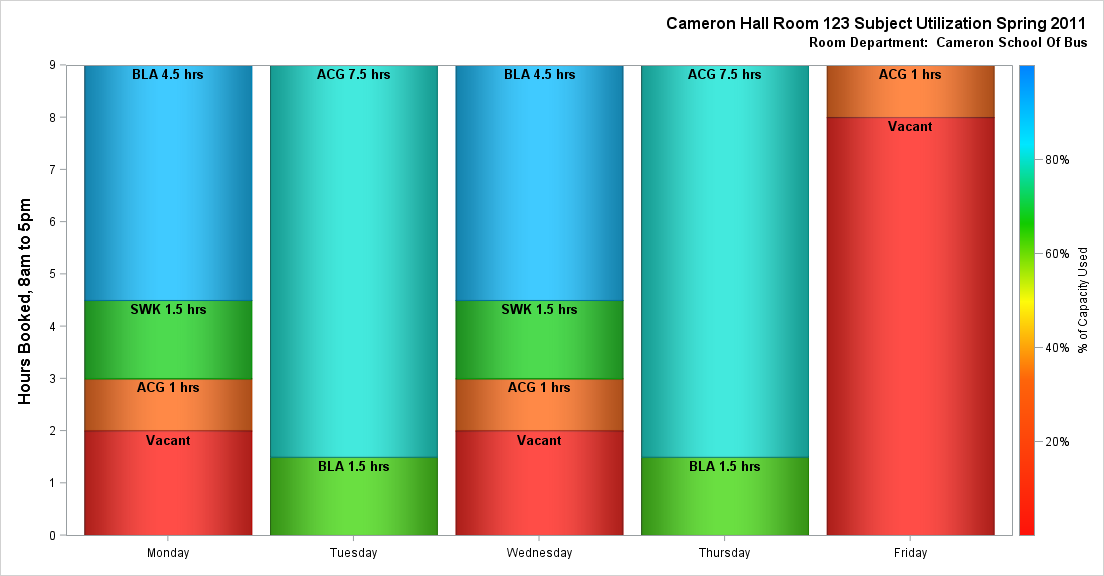 Cameron Hall Room 123 Subject Utilization Spring 2011
Room Department:  Cameron School Of Bus
Hours Booked, 8am to 5pm
9
8
7
6
5
4
3
2
1
0
BLA 4.5 hrs
SWK 1.5 hrs
ACG 1 hrs
Vacant
Monday
ACG 7.5 hrs
BLA 1.5 hrs
Tuesday
BLA 4.5 hrs
SWK 1.5 hrs
ACG 1 hrs
Vacant
Wednesday
ACG 7.5 hrs
BLA 1.5 hrs
Thursday
ACG 1 hrs
Vacant
Friday
80%
60%
40%
20%
% of Capacity Used